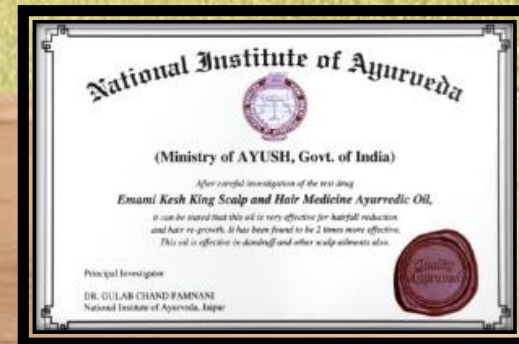 National Institute of Ayurveda
(Ministry of AYUSH, Govt. of India)
After careful investigation of the test drug
Emami Kesh King Scalp and Hair Medicine Ayurvedic Oil,
it can be stated that this oil is very effective for hairfall reduction
and hair re-growth. It has been found to be 2 times more effective.
This oil is effective in dandruff and other scalp ailments also.
Principal Investigator
DR. GULAB CHAND PAMNANI
National Institute of Ayurveda, Jaipur
Quality
Approved